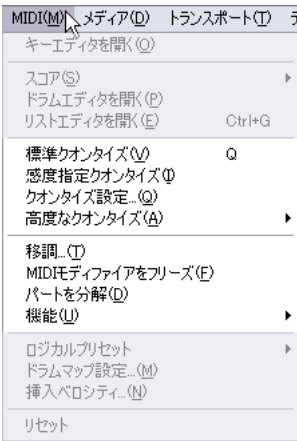 MIDI(M) メディア(D) トランスポート(T)
キーエディタを開く(O)
スコア(S)
ドラムエディタを開く(P)
リストエディタを開く(E) Ctrl+G
標準クオンタイズ(V) Q
感度指定クオンタイズ(I)
クオンタイズ設定...(Q)
高度なクオンタイズ(A)
移調...(T)
MIDIモディファイアをフリーズ(F)
パートを分解(D)
機能(U)
ロジカルプリセット
ドラムマップ設定...(M)
挿入ベロシティ...(N)
リセット